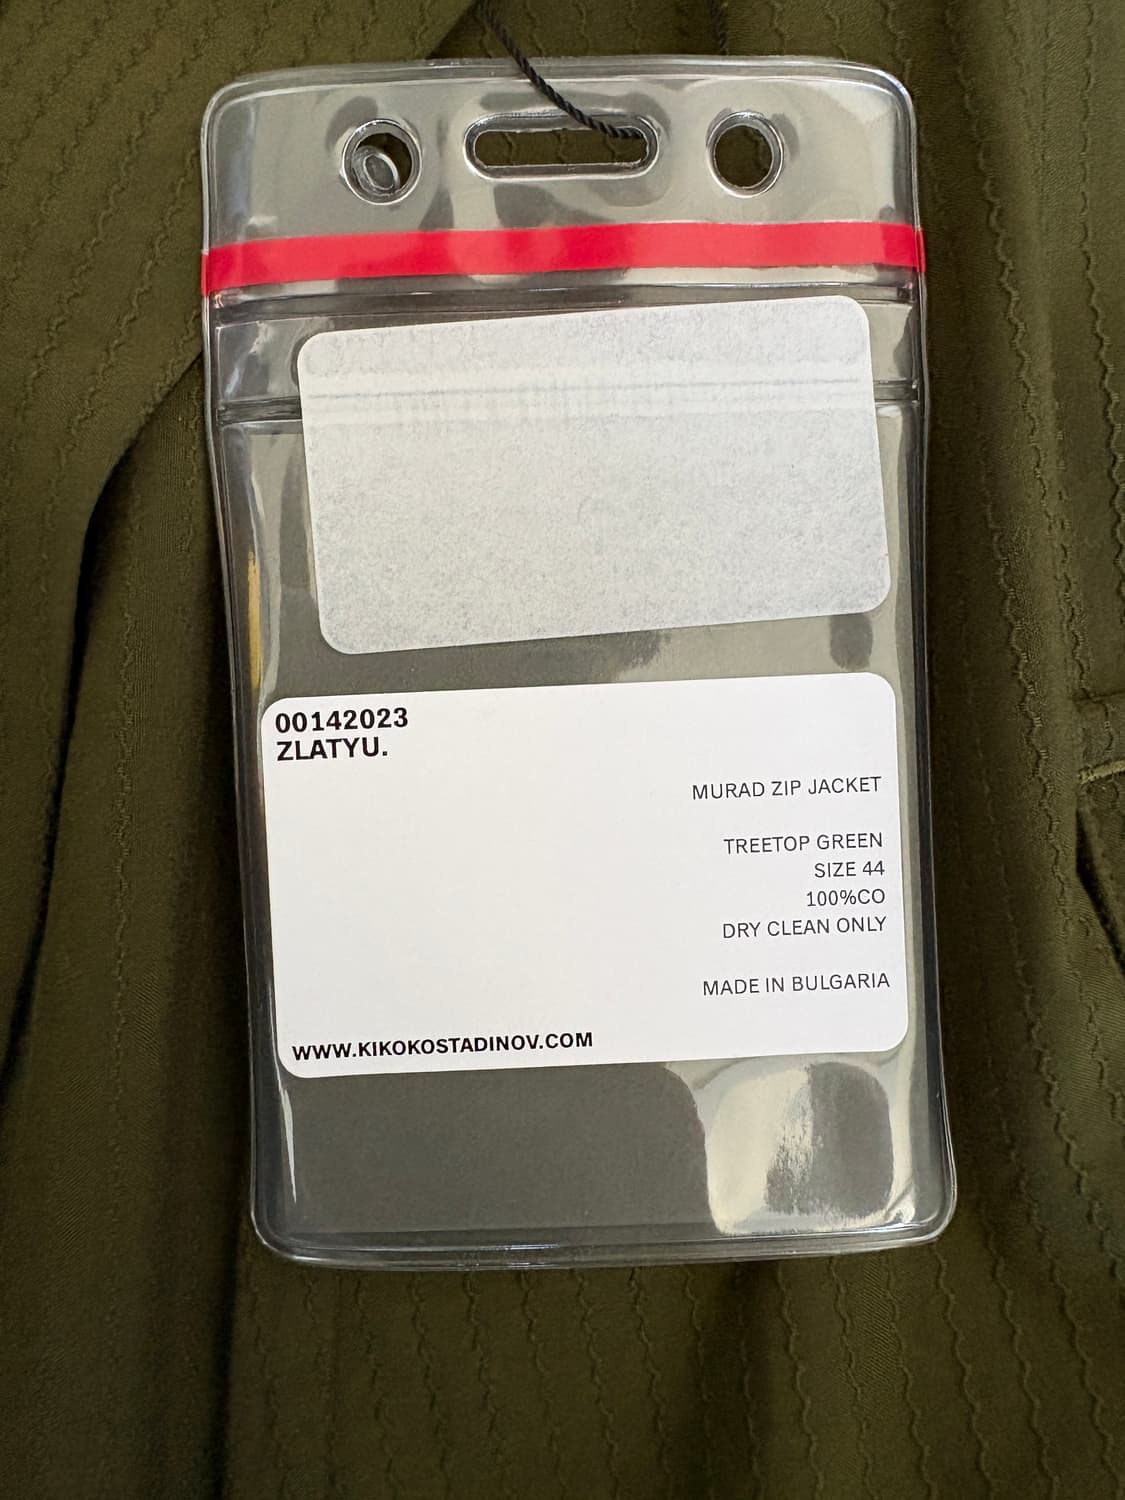 00142023
ZLATYU.
MURAD ZIP JACKET
TREETOP GREEN
SIZE 44
100%CO
DRY CLEAN ONLY
MADE IN BULGARIA
WWW.KIKOKOSTADINOV.COM